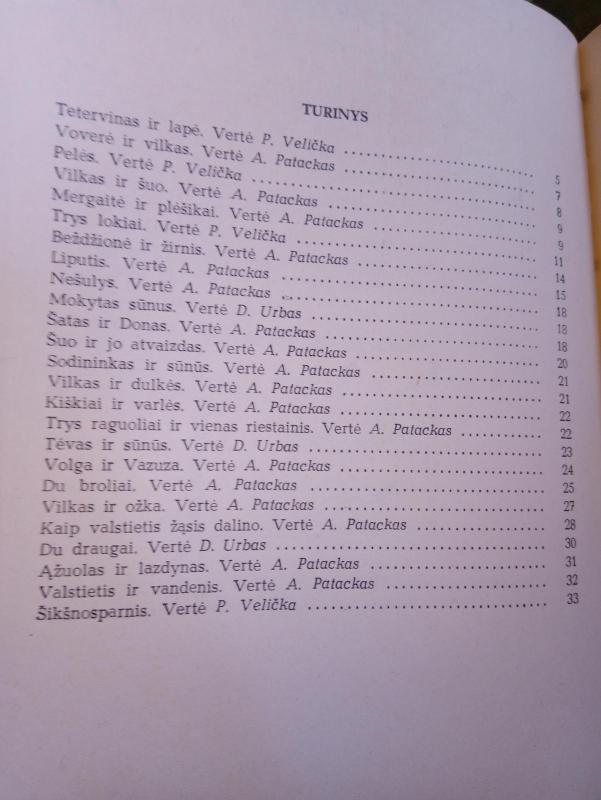 TURINYS
Tetervinas ir lapė. Vertė P. Velička . . . . . 5
Voverė ir vilkas. Vertė A. Patackas . . . . . 7
Pelės. Vertė P. Velička . . . . . 8
Vilkas ir šuo. Vertė A. Patackas . . . . . 9
Mergaitė ir plėšikai. Vertė A. Patackas . . . . . 9
Trys lokiai. Vertė P. Velička . . . . . 11
Beždžionė ir žirnis. Vertė A. Patackas . . . . . 14
Liputis. Vertė A. Patackas . . . . . 15
Nešulys. Vertė A. Patackas . . . . . 18
Mokytas sūnus. Vertė D. Urbas . . . . . 18
Šatas ir Donas. Vertė A. Patackas . . . . . 18
Šuo ir jo atvaizdas. Vertė A. Patackas . . . . . 20
Sodininkas ir sūnūs. Vertė A. Patackas . . . . . 21
Vilkas ir dulkės. Vertė A. Patackas . . . . . 21
Kiškiai ir varlės. Vertė A. Patackas . . . . . 22
Trys raguoliai ir vienas riestainis. Vertė A. Patackas . . . . . 22
Tėvas ir sūnūs. Vertė D. Urbas . . . . . 23
Volga ir Vazuza. Vertė A. Patackas . . . . . 24
Du broliai. Vertė A. Patackas . . . . . 25
Vilkas ir ožka. Vertė A. Patackas . . . . . 27
Kaip valstietis žąsis dalino. Vertė A. Patackas . . . . . 28
Du draugai. Vertė D. Urbas . . . . . 30
Ąžuolas ir lazdynas. Vertė A. Patackas . . . . . 31
Valstietis ir vandenis. Vertė A. Patackas . . . . . 32
Šikšnosparnis. Vertė P. Velička . . . . . 33